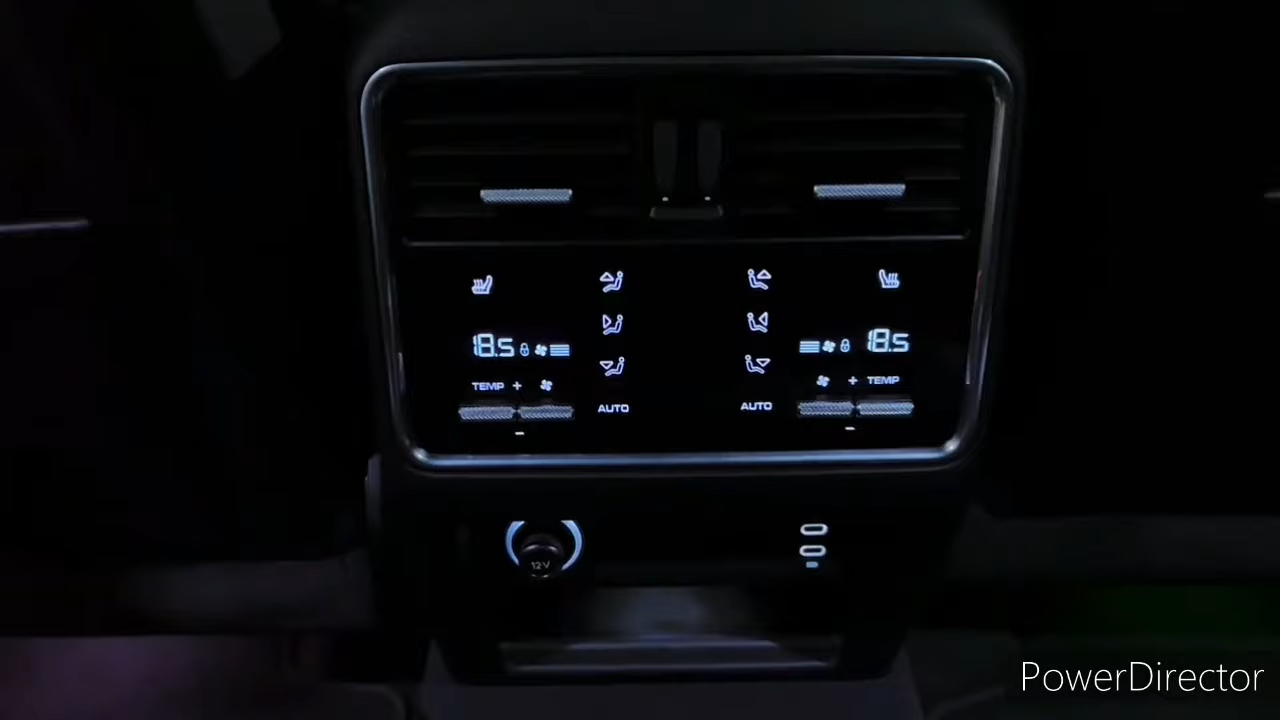 18.5 18.5
TEMP + + TEMP
- -
AUTO AUTO
12V
PowerDirector